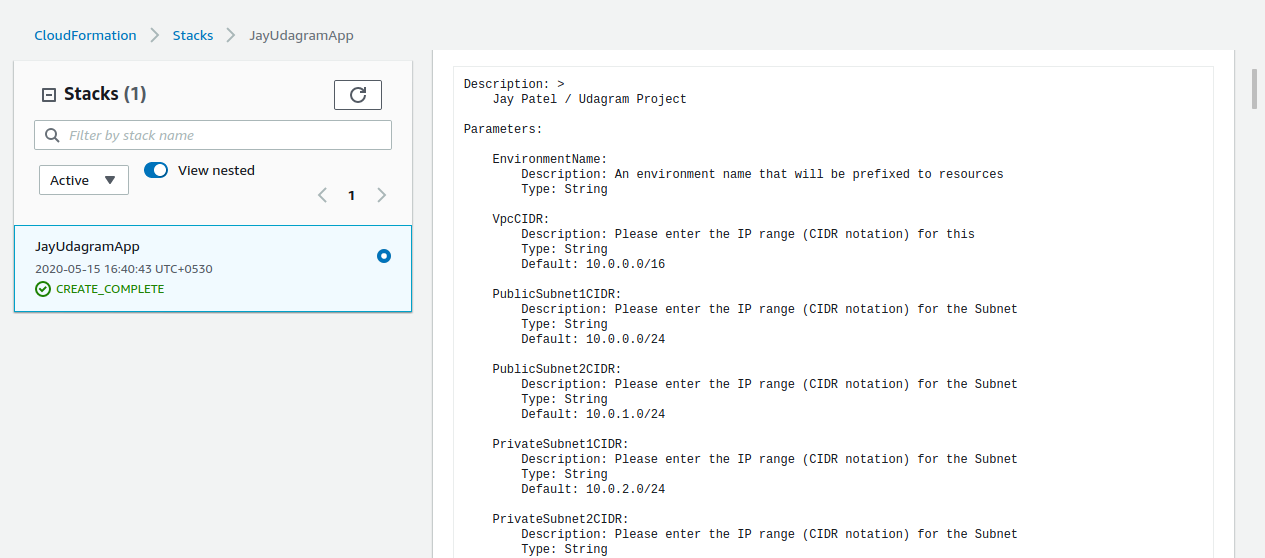 CloudFormation > Stacks > JayUdagramApp
Stacks (1)
Filter by stack name
Active
View nested
1
JayUdagramApp
2020-05-15 16:40:43 UTC+0530
CREATE_COMPLETE
Description: >
    Jay Patel / Udagram Project
Parameters:
    EnvironmentName:
        Description: An environment name that will be prefixed to resources
        Type: String
    VpcCIDR:
        Description: Please enter the IP range (CIDR notation) for this
        Type: String
        Default: 10.0.0.0/16
    PublicSubnet1CIDR:
        Description: Please enter the IP range (CIDR notation) for the Subnet
        Type: String
        Default: 10.0.0.0/24
    PublicSubnet2CIDR:
        Description: Please enter the IP range (CIDR notation) for the Subnet
        Type: String
        Default: 10.0.1.0/24
    PrivateSubnet1CIDR:
        Description: Please enter the IP range (CIDR notation) for the Subnet
        Type: String
        Default: 10.0.2.0/24
    PrivateSubnet2CIDR:
        Description: Please enter the IP range (CIDR notation) for the Subnet
        Type: String